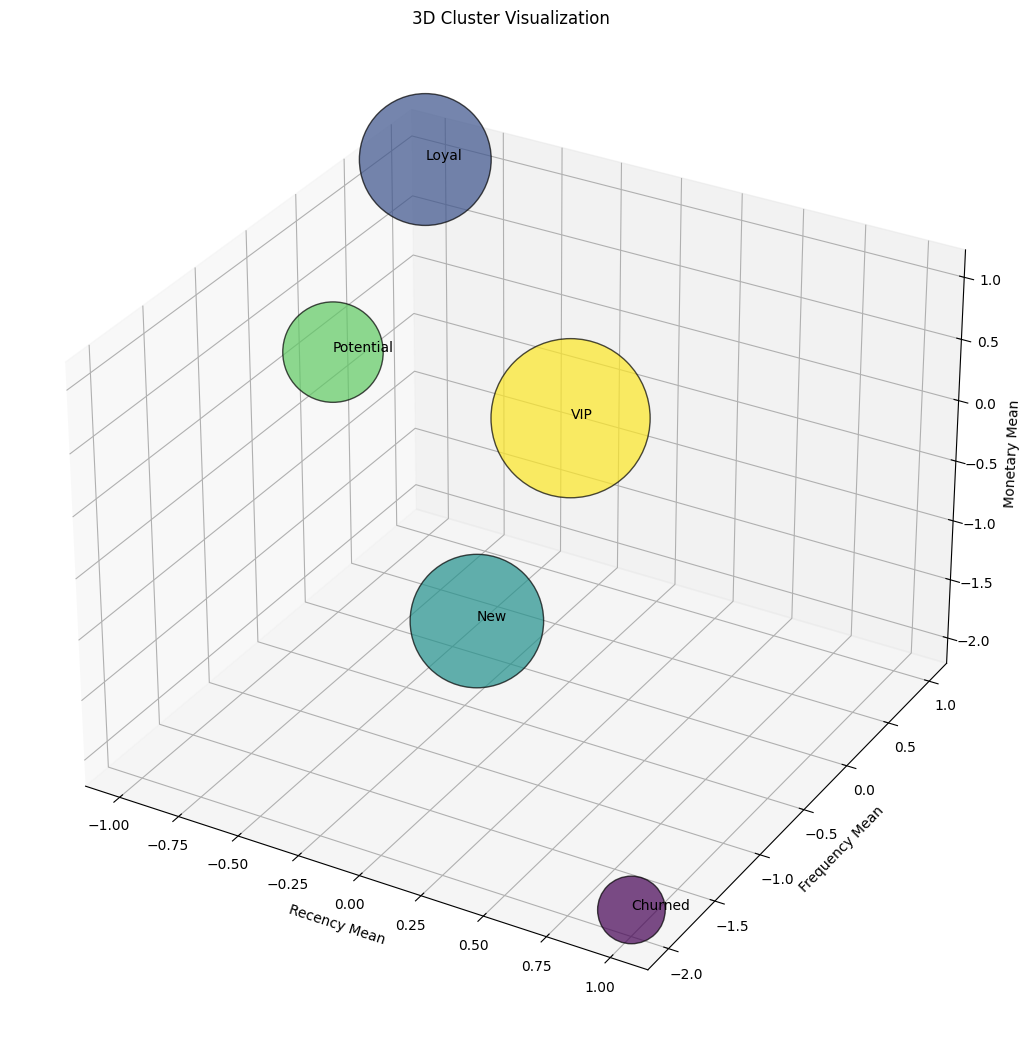 3D Cluster Visualization
Loyal
Potential
VIP
New
Churned
1.0
0.5
0.0
−0.5
−1.0
−1.5
−2.0
Monetary Mean
1.0
0.5
0.0
−0.5
−1.0
−1.5
−2.0
Frequency Mean
−1.00
−0.75
−0.50
−0.25
0.00
0.25
0.50
0.75
1.00
Recency Mean